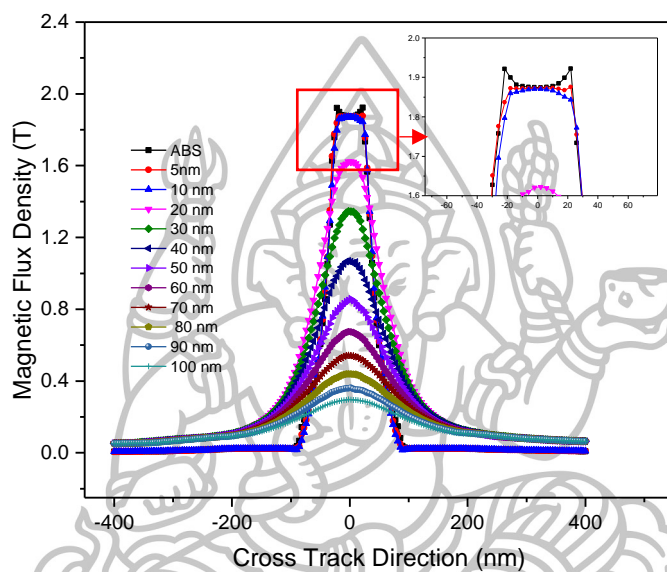 2.4
2.0
1.6
1.2
0.8
0.4
0.0
Magnetic Flux Density (T)
-400
-200
0
200
400
Cross Track Direction (nm)
ABS
5nm
10 nm
20 nm
30 nm
40 nm
50 nm
60 nm
70 nm
80 nm
90 nm
100 nm
2.0
1.9
1.8
1.7
1.6
-60
-40
-20
0
20
40
60